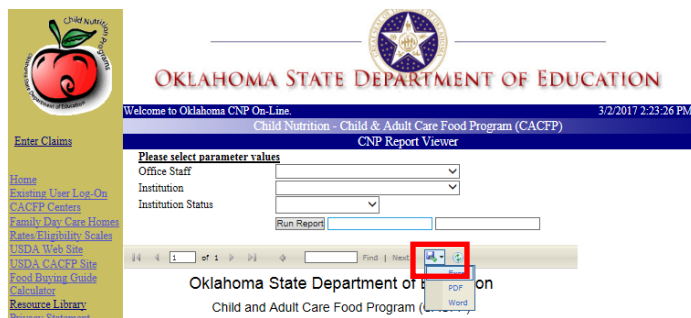 Child Nutrition Programs
Oklahoma Department of Education
OKLAHOMA STATE DEPARTMENT OF EDUCATION
Welcome to Oklahoma CNP On-Line.
3/2/2017 2:23:26 PM
Child Nutrition - Child & Adult Care Food Program (CACFP)
CNP Report Viewer
Enter Claims
Home
Existing User Log-On
CACFP Centers
Family Day Care Homes
Rates/Eligibility Scales
USDA Web Site
USDA CACFP Site
Food Buying Guide
Calculator
Resource Library
Privacy Statement
Please select parameter values
Office Staff
Institution
Institution Status
Run Report
1 of 1
Find | Next
Excel
PDF
Word
Oklahoma State Department of on
Child and Adult Care Food Program (